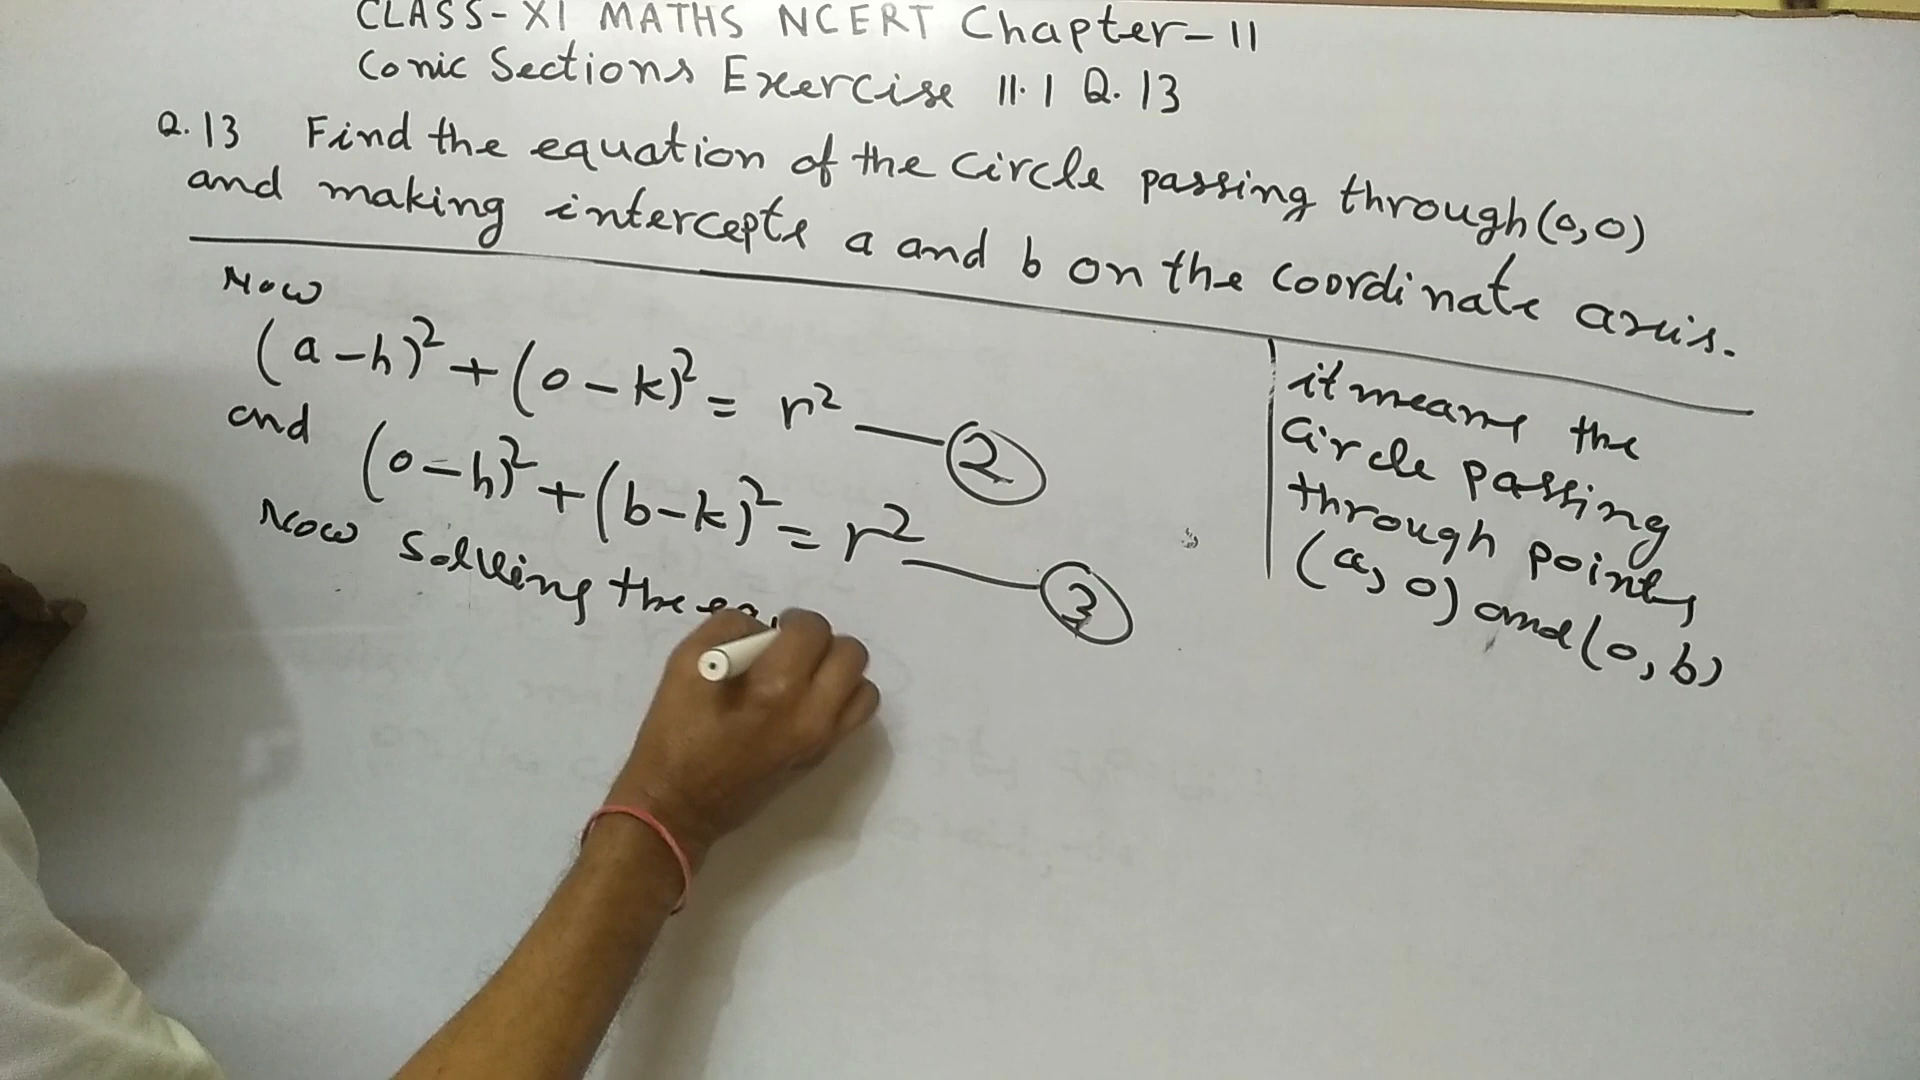 CLASS-XI MATHS NCERT Chapter-11
Conic Sections Exercise 11.1 Q.13
Q.13 Find the equation of the Circle passing through (0,0)
and making intercepts a and b on the Coordinate axis.
Now
(a-h)²+(0-k)²= r² — 2
and (0-h)²+(b-k)²= r² — 3
Now Solving the
it means the
Circle passing
through points
(a, 0) and (0, b)